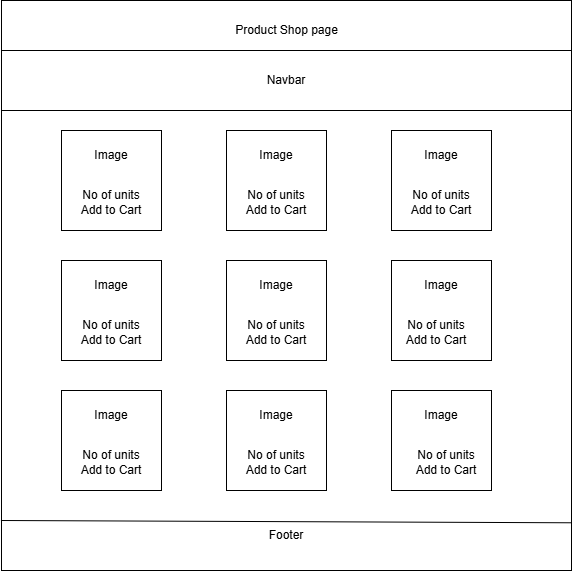 Product Shop page
Navbar
Image
No of units
Add to Cart
Image
No of units
Add to Cart
Image
No of units
Add to Cart
Image
No of units
Add to Cart
Image
No of units
Add to Cart
Image
No of units
Add to Cart
Image
No of units
Add to Cart
Image
No of units
Add to Cart
Image
No of units
Add to Cart
Footer